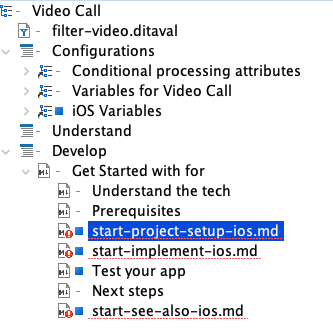 Video Call
filter-video.ditaval
Configurations
Conditional processing attributes
Variables for Video Call
iOS Variables
Understand
Develop
Get Started with for
Understand the tech
Prerequisites
start-project-setup-ios.md
start-implement-ios.md
Test your app
Next steps
start-see-also-ios.md